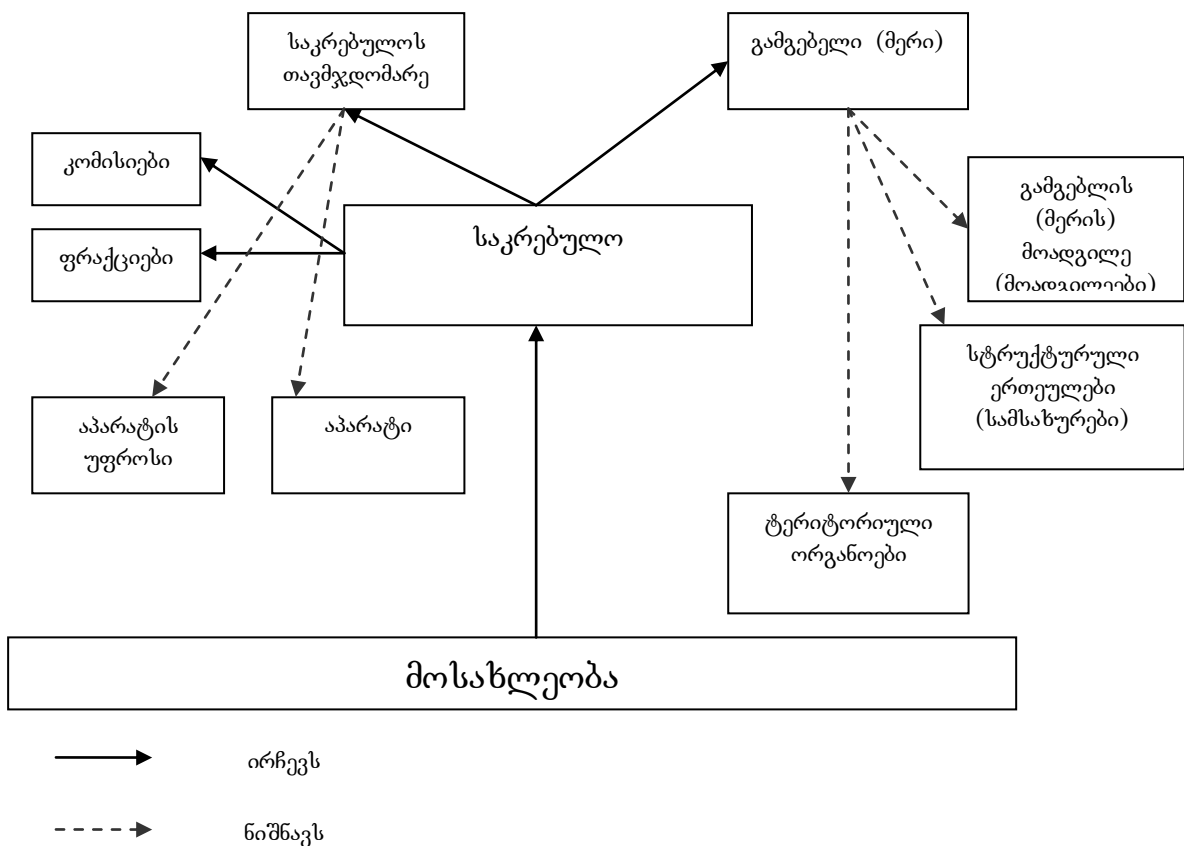 საკრებულოს
თავმჯდომარე
გამგებელი (მერი)
კომისიები
ფრაქციები
საკრებულო
გამგებლის
(მერის)
მოადგილე
(მოადგილეები)
სტრუქტურული
ერთეულები
(სამსახურები)
აპარატის
უფროსი
აპარატი
ტერიტორიული
ორგანოები
მოსახლეობა
ირჩევს
ნიშნავს